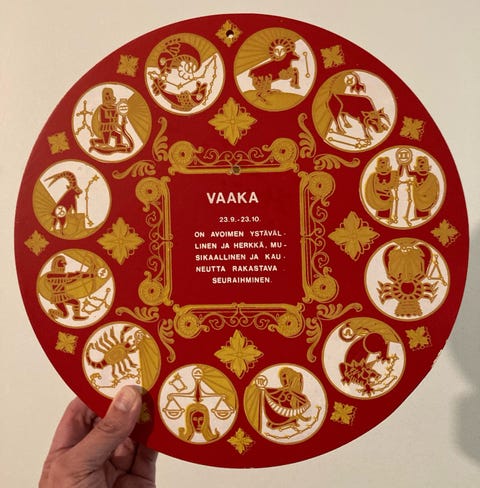 VAAKA
23.9.-23.10.
ON AVOIMEN YSTÄVÄL-
LINEN JA HERKKÄ, MU-
SIKAALLINEN JA KAU-
NEUTTA RAKASTAVA
SEURAIHMINEN.